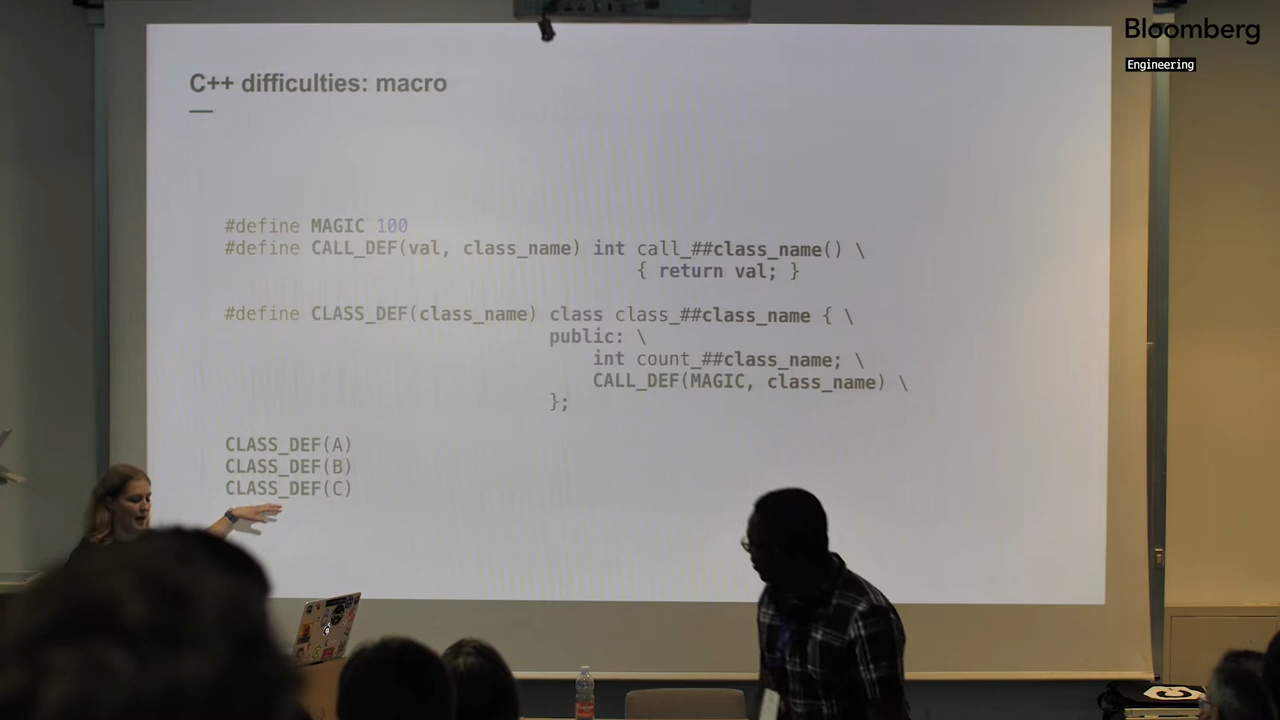 Bloomberg
Engineering
C++ difficulties: macro
#define MAGIC 100
#define CALL_DEF(val, class_name) int call_##class_name() \
{ return val; }
#define CLASS_DEF(class_name) class class_##class_name { \
public: \
int count_##class_name; \
CALL_DEF(MAGIC, class_name) \
};
CLASS_DEF(A)
CLASS_DEF(B)
CLASS_DEF(C)